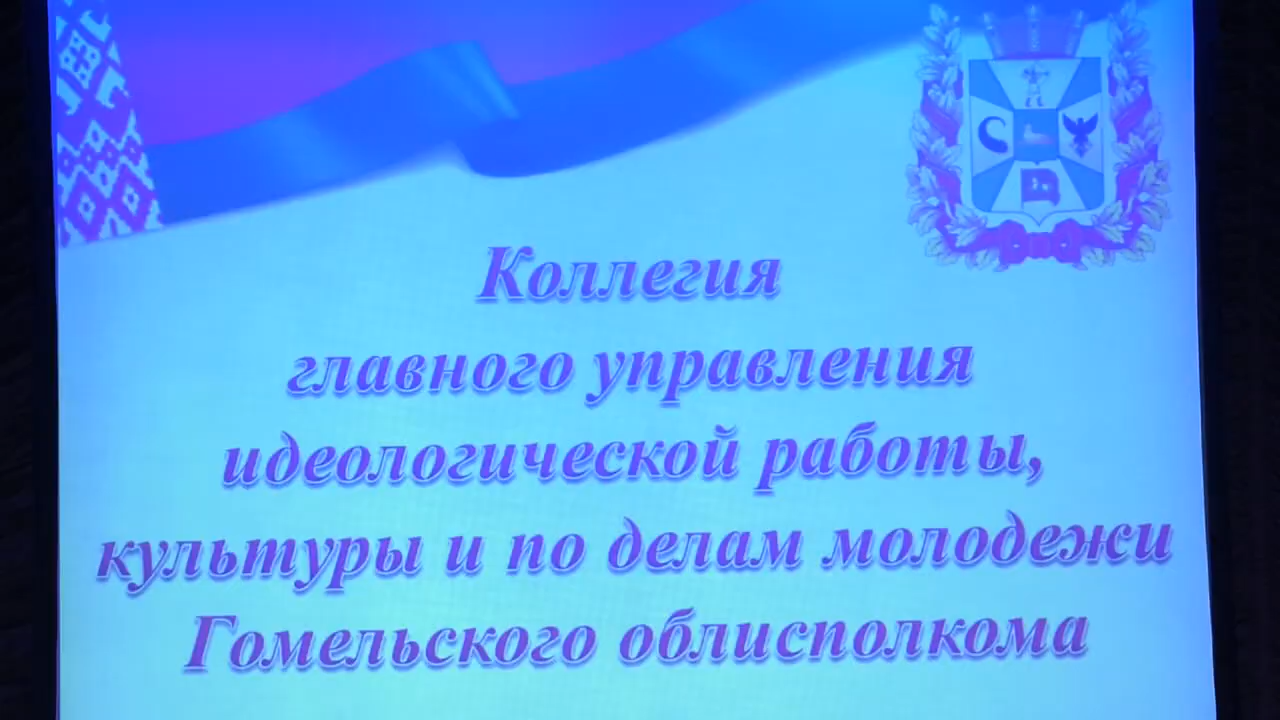 Коллегия
главного управления
идеологической работы,
культуры и по делам молодежи
Гомельского облисполкома